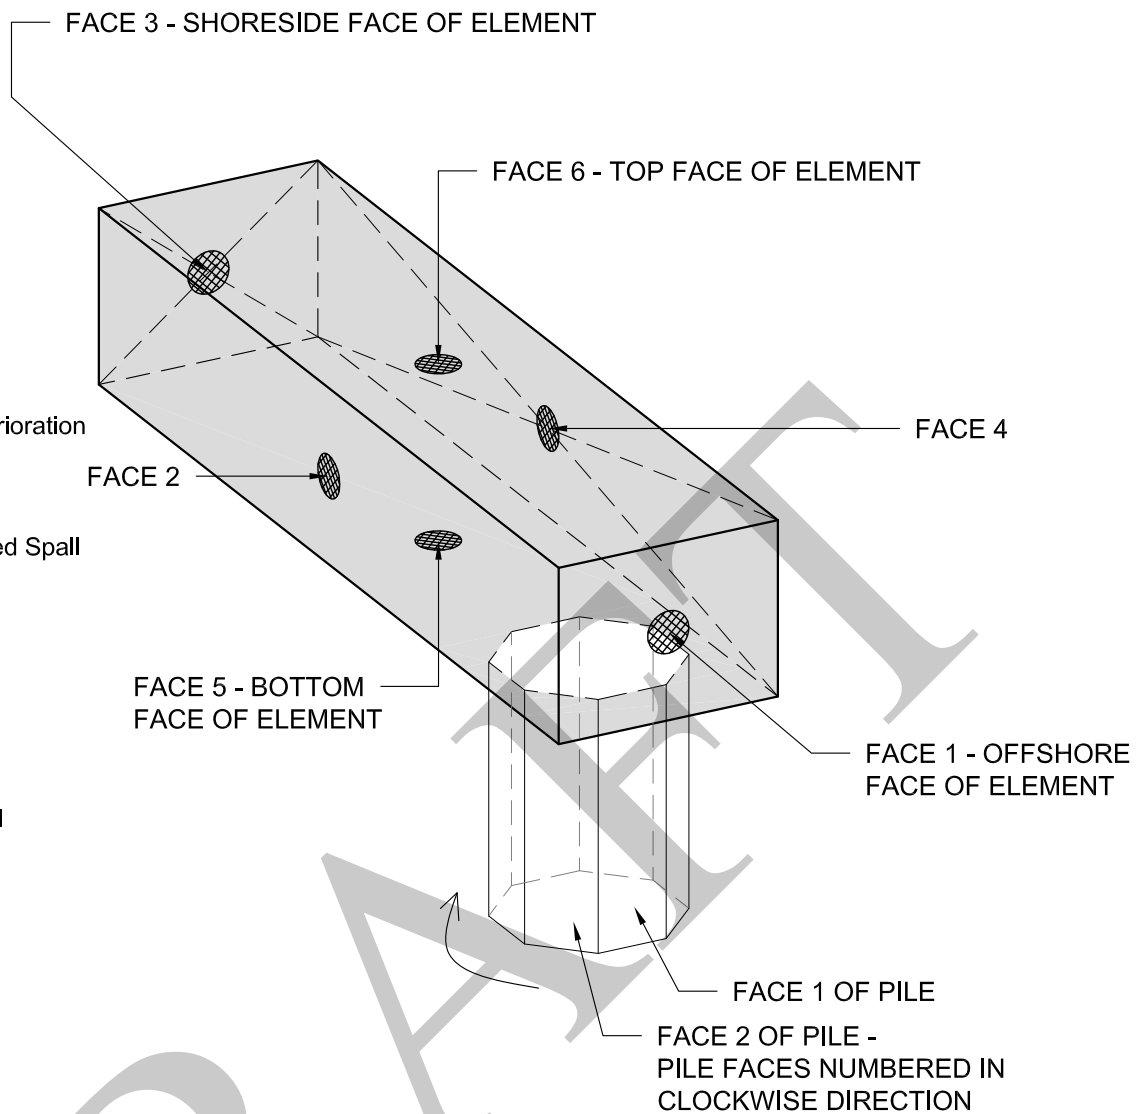 FACE 3 - SHORESIDE FACE OF ELEMENT
FACE 6 - TOP FACE OF ELEMENT
rioration
FACE 4
FACE 2
ed Spall
FACE 5 - BOTTOM
FACE OF ELEMENT
FACE 1 - OFFSHORE
FACE OF ELEMENT
FACE 1 OF PILE
FACE 2 OF PILE -
PILE FACES NUMBERED IN
CLOCKWISE DIRECTION